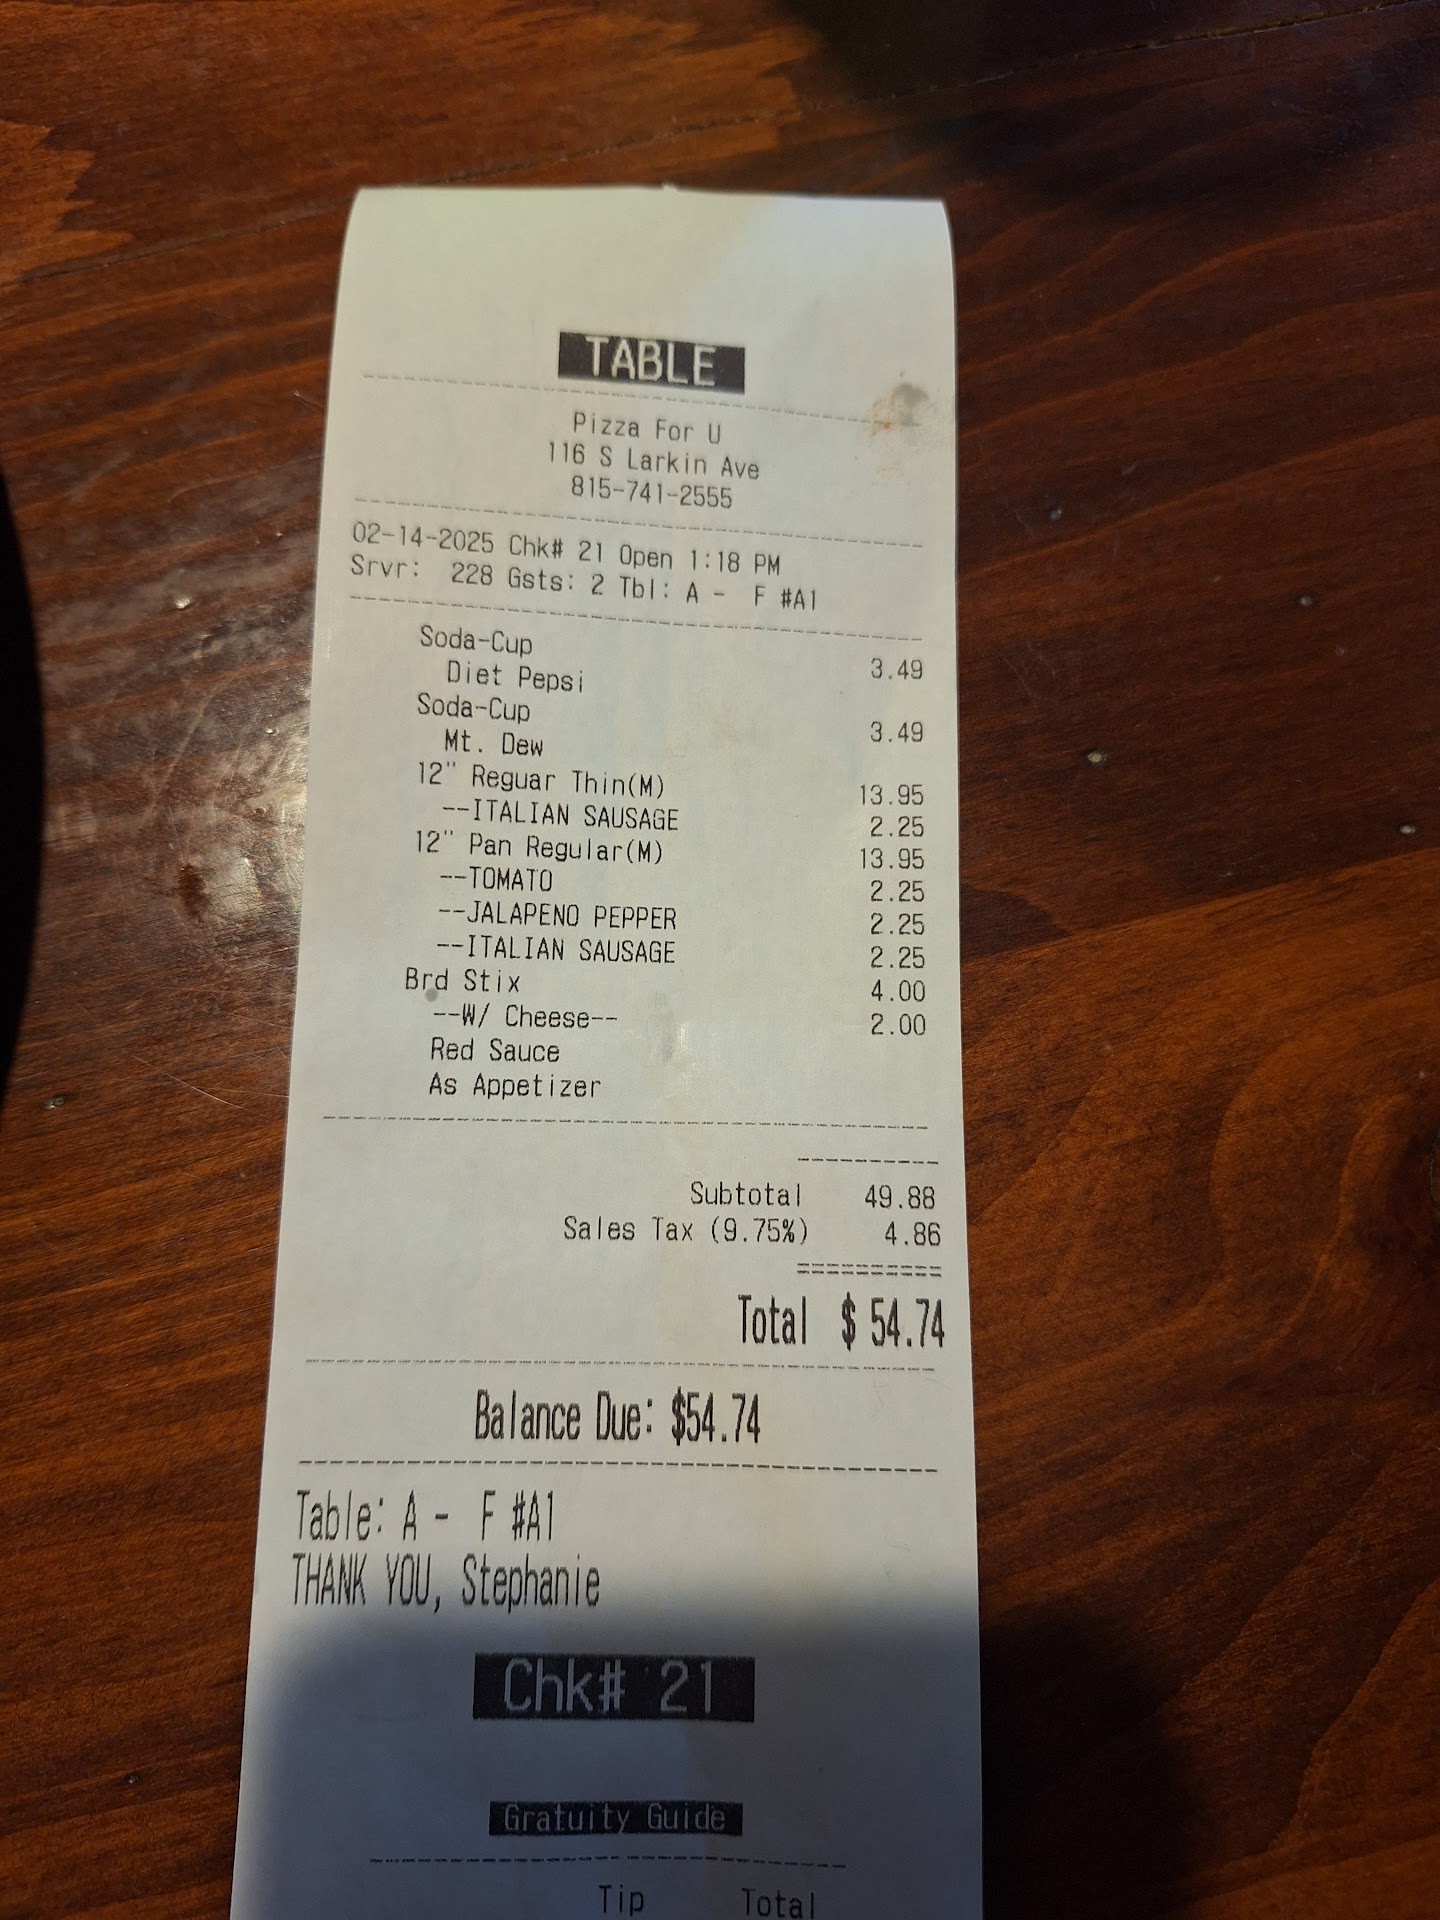 TABLE
Pizza For U
116 S Larkin Ave
815-741-2555
02-14-2025 Chk# 21 Open 1:18 PM
Srvr: 228 Gsts: 2 Tbl: A - F #A1
Soda-Cup 3.49
Diet Pepsi
Soda-Cup 3.49
Mt. Dew
12" Reguar Thin(M) 13.95
--ITALIAN SAUSAGE 2.25
12" Pan Regular(M) 13.95
--TOMATO 2.25
--JALAPENO PEPPER 2.25
--ITALIAN SAUSAGE 2.25
Brd Stix 4.00
--W/ Cheese-- 2.00
Red Sauce
As Appetizer
Subtotal 49.88
Sales Tax (9.75%) 4.86
Total $ 54.74
Balance Due: $54.74
Table: A - F #A1
THANK YOU, Stephanie
Chk# 21
Gratuity Guide
Tip Total